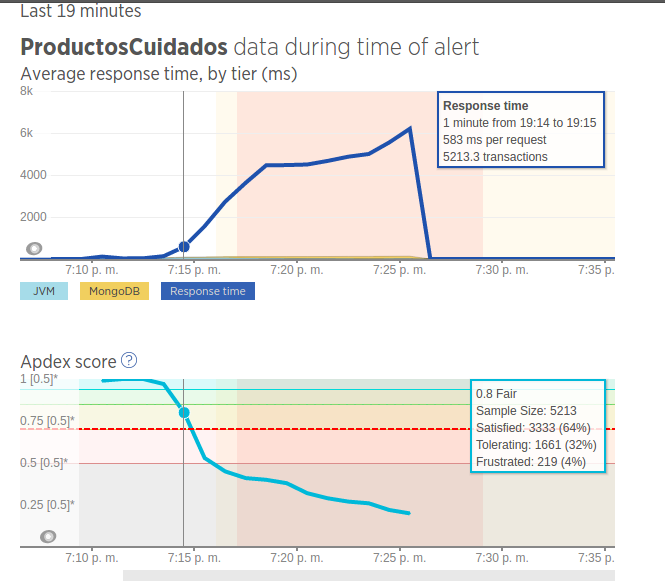 Last 19 minutes
ProductosCuidados data during time of alert
Average response time, by tier (ms)
8k
6k
4000
2000
Response time
1 minute from 19:14 to 19:15
583 ms per request
5213.3 transactions
7:10 p. m.
7:15 p. m.
7:20 p. m.
7:25 p. m.
7:30 p. m.
7:35 p.
JVM
MongoDB
Response time
Apdex score ?
1 [0.5]*
0.75 [0.5]*
0.5 [0.5]*
0.25 [0.5]*
0.8 Fair
Sample Size: 5213
Satisfied: 3333 (64%)
Tolerating: 1661 (32%)
Frustrated: 219 (4%)
7:10 p. m.
7:15 p. m.
7:20 p. m.
7:25 p. m.
7:30 p. m.
7:35 p.